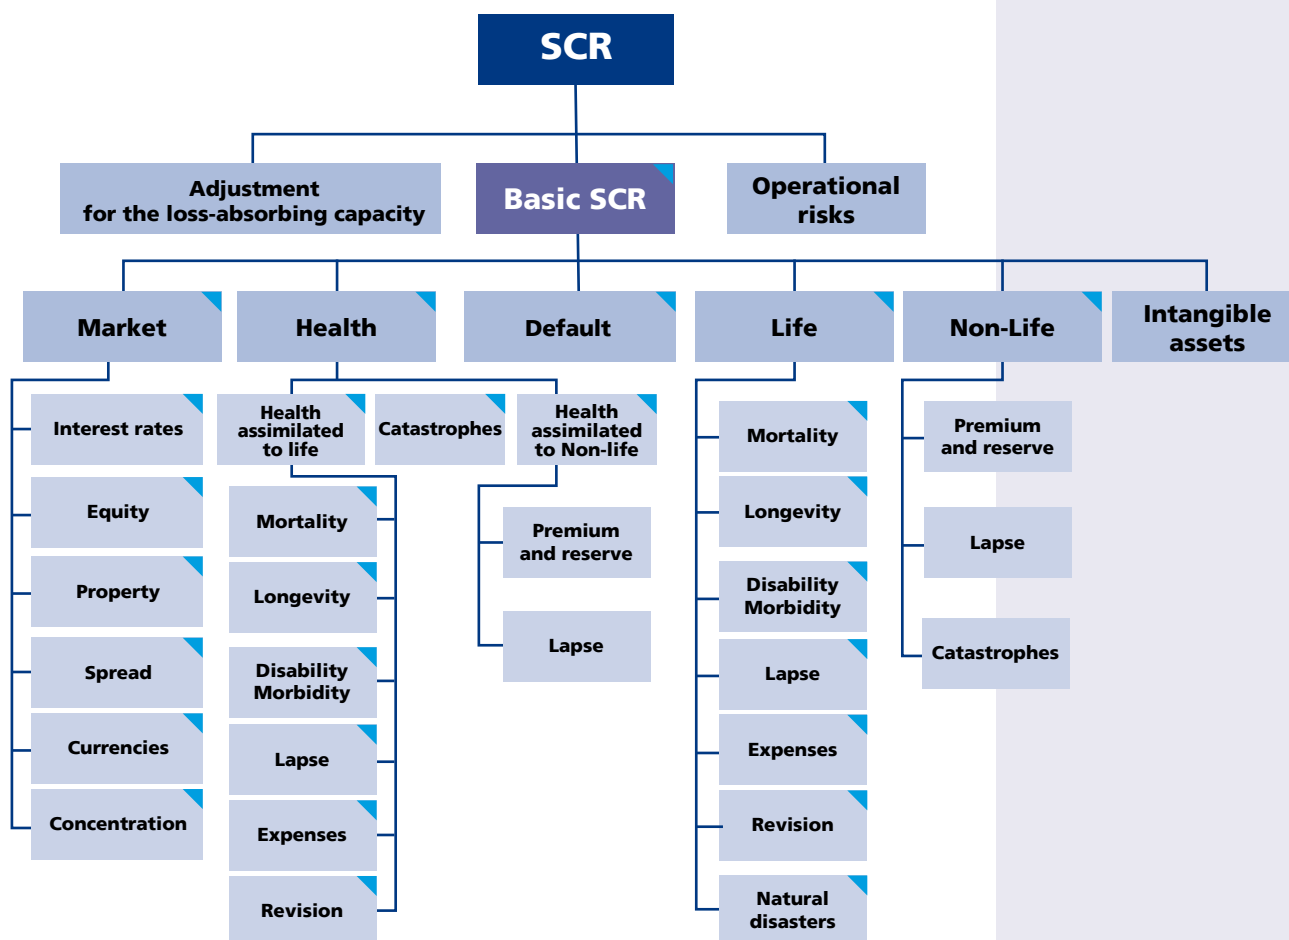 SCR
Adjustment
for the loss-absorbing capacity
Basic SCR
Operational
risks
Market
Health
Default
Life
Non-Life
Intangible
assets
Interest rates
Equity
Property
Spread
Currencies
Concentration
Health
assimilated
to life
Catastrophes
Health
assimilated
to Non-life
Mortality
Longevity
Disability
Morbidity
Lapse
Expenses
Revision
Premium
and reserve
Lapse
Mortality
Longevity
Disability
Morbidity
Lapse
Expenses
Revision
Natural
disasters
Premium
and reserve
Lapse
Catastrophes